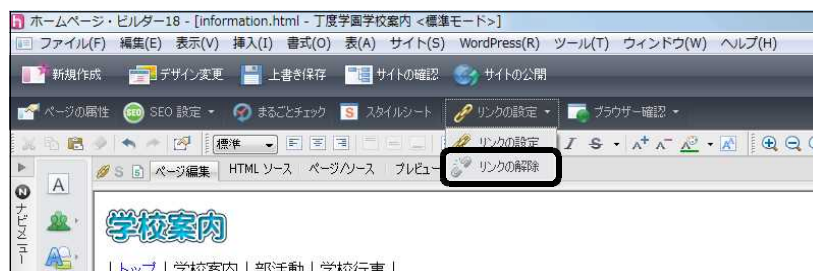 ホームページ・ビルダー18 - [information.html - 丁度学園学校案内 <標準モード>]
ファイル(F) 編集(E) 表示(V) 挿入(I) 書式(O) 表(A) サイト(S) WordPress(R) ツール(T) ウィンドウ(W) ヘルプ(H)
新規作成 デザイン変更 上書き保存 サイトの確認 サイトの公開
ページの属性 SEO SEO 設定 まるごとチェック S スタイルシート リンクの設定 ブラウザー確認
標準 リンクの設定 I S A+ A-
S ページ編集 HTML ソース ページ/ソース プレビュー リンクの解除
ナビメニュー
A
学校案内
| トップ | 学校案内 | 部活動 | 学校行事 |